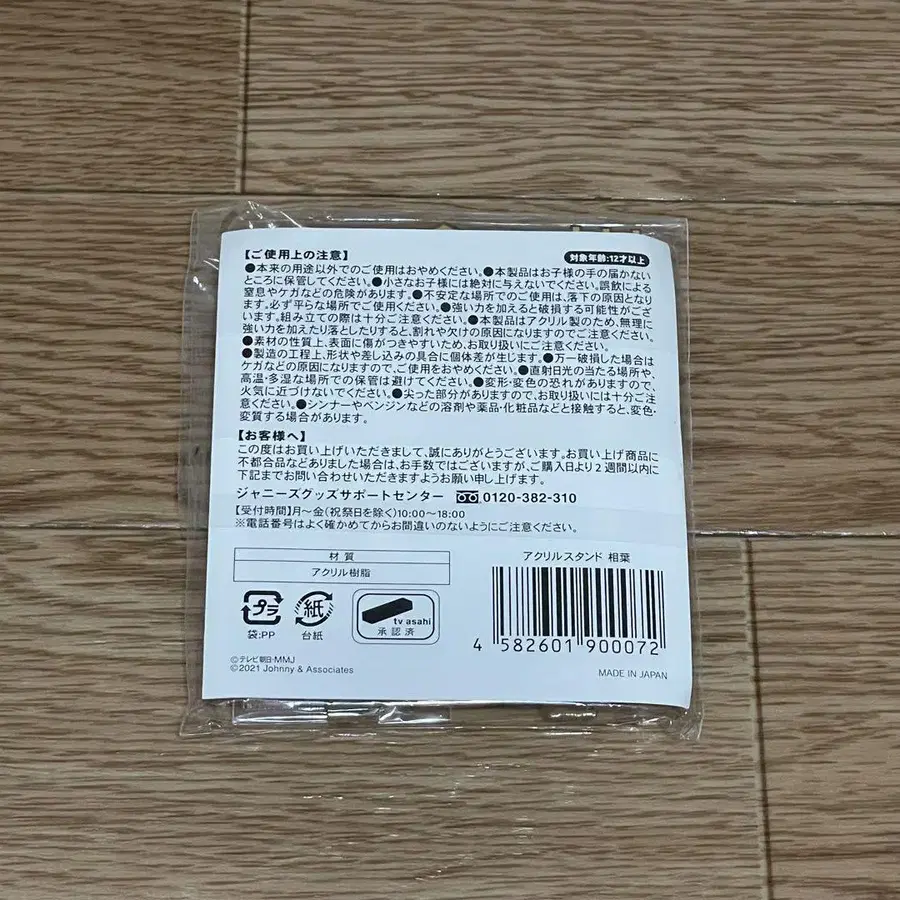 【ご使用上の注意】
対象年齢:12才以上
●本来の用途以外でのご使用はおやめください。●本製品はお子様の手の届かない
ところに保管してください。●小さなお子様には絶対に与えないでください。誤飲による
窒息やケガなどの危険があります。●不安定な場所でのご使用は、落下の原因となり
ます。必ず平らな場所でご使用ください。●強い力を加えると破損する可能性がござ
います。組み立ての際は十分ご注意ください。●本製品はアクリル製のため、無理に
強い力を加えたり落としたりすると、割れや欠けの原因になりますのでご注意ください。
●素材の性質上、表面に傷がつきやすいため、お取り扱いにご注意ください。
●製造の工程上、形状や差し込みの具合に個体差が生じます。●万一破損した場合は
ケガなどの原因になりますので、ご使用をおやめください。●直射日光の当たる場所や、
高温・多湿な場所での保管は避けてください。●変形・変色の恐れがありますので、
火気に近づけないでください。●尖った部分がありますので、お取り扱いには十分ご注
意ください。●シンナーやベンジンなどの溶剤や薬品・化粧品などと接触すると、変色・
変質する場合があります。
【お客様へ】
この度はお買い上げいただきまして、誠にありがとうございます。お買い上げ商品に
不都合品などありました場合は、お手数ではございますが、ご購入日より2週間以内に
下記までお問い合わせいただきますようお願い申し上げます。
ジャニーズグッズサポートセンター 0120-382-310
【受付時間】月～金(祝祭日を除く)10:00～18:00
※電話番号はよく確かめてからお間違いのないようにご注意ください。
材質
アクリル樹脂
アクリルスタンド 相葉
プラ
袋:PP
紙
台紙
tv asahi
承認済
4 582601 900072
©テレビ朝日・MMJ
©2021 Johnny & Associates
MADE IN JAPAN